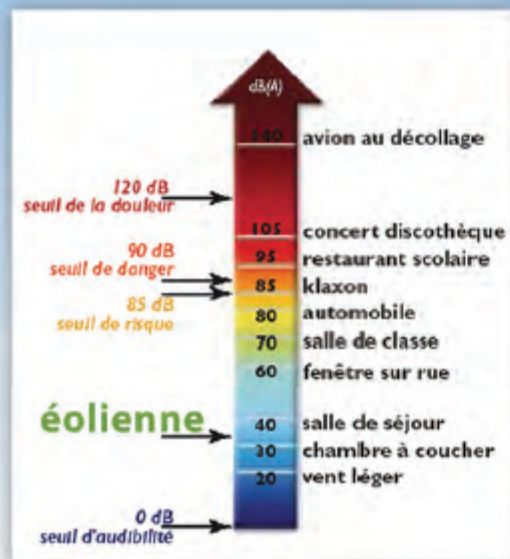 dB(A)
140 avion au décollage
120 dB
seuil de la douleur
105 concert discothèque
95 restaurant scolaire
90 dB
seuil de danger
85 klaxon
85 dB
seuil de risque
80 automobile
70 salle de classe
60 fenêtre sur rue
éolienne
40 salle de séjour
30 chambre à coucher
20 vent léger
0 dB
seuil d'audibilité